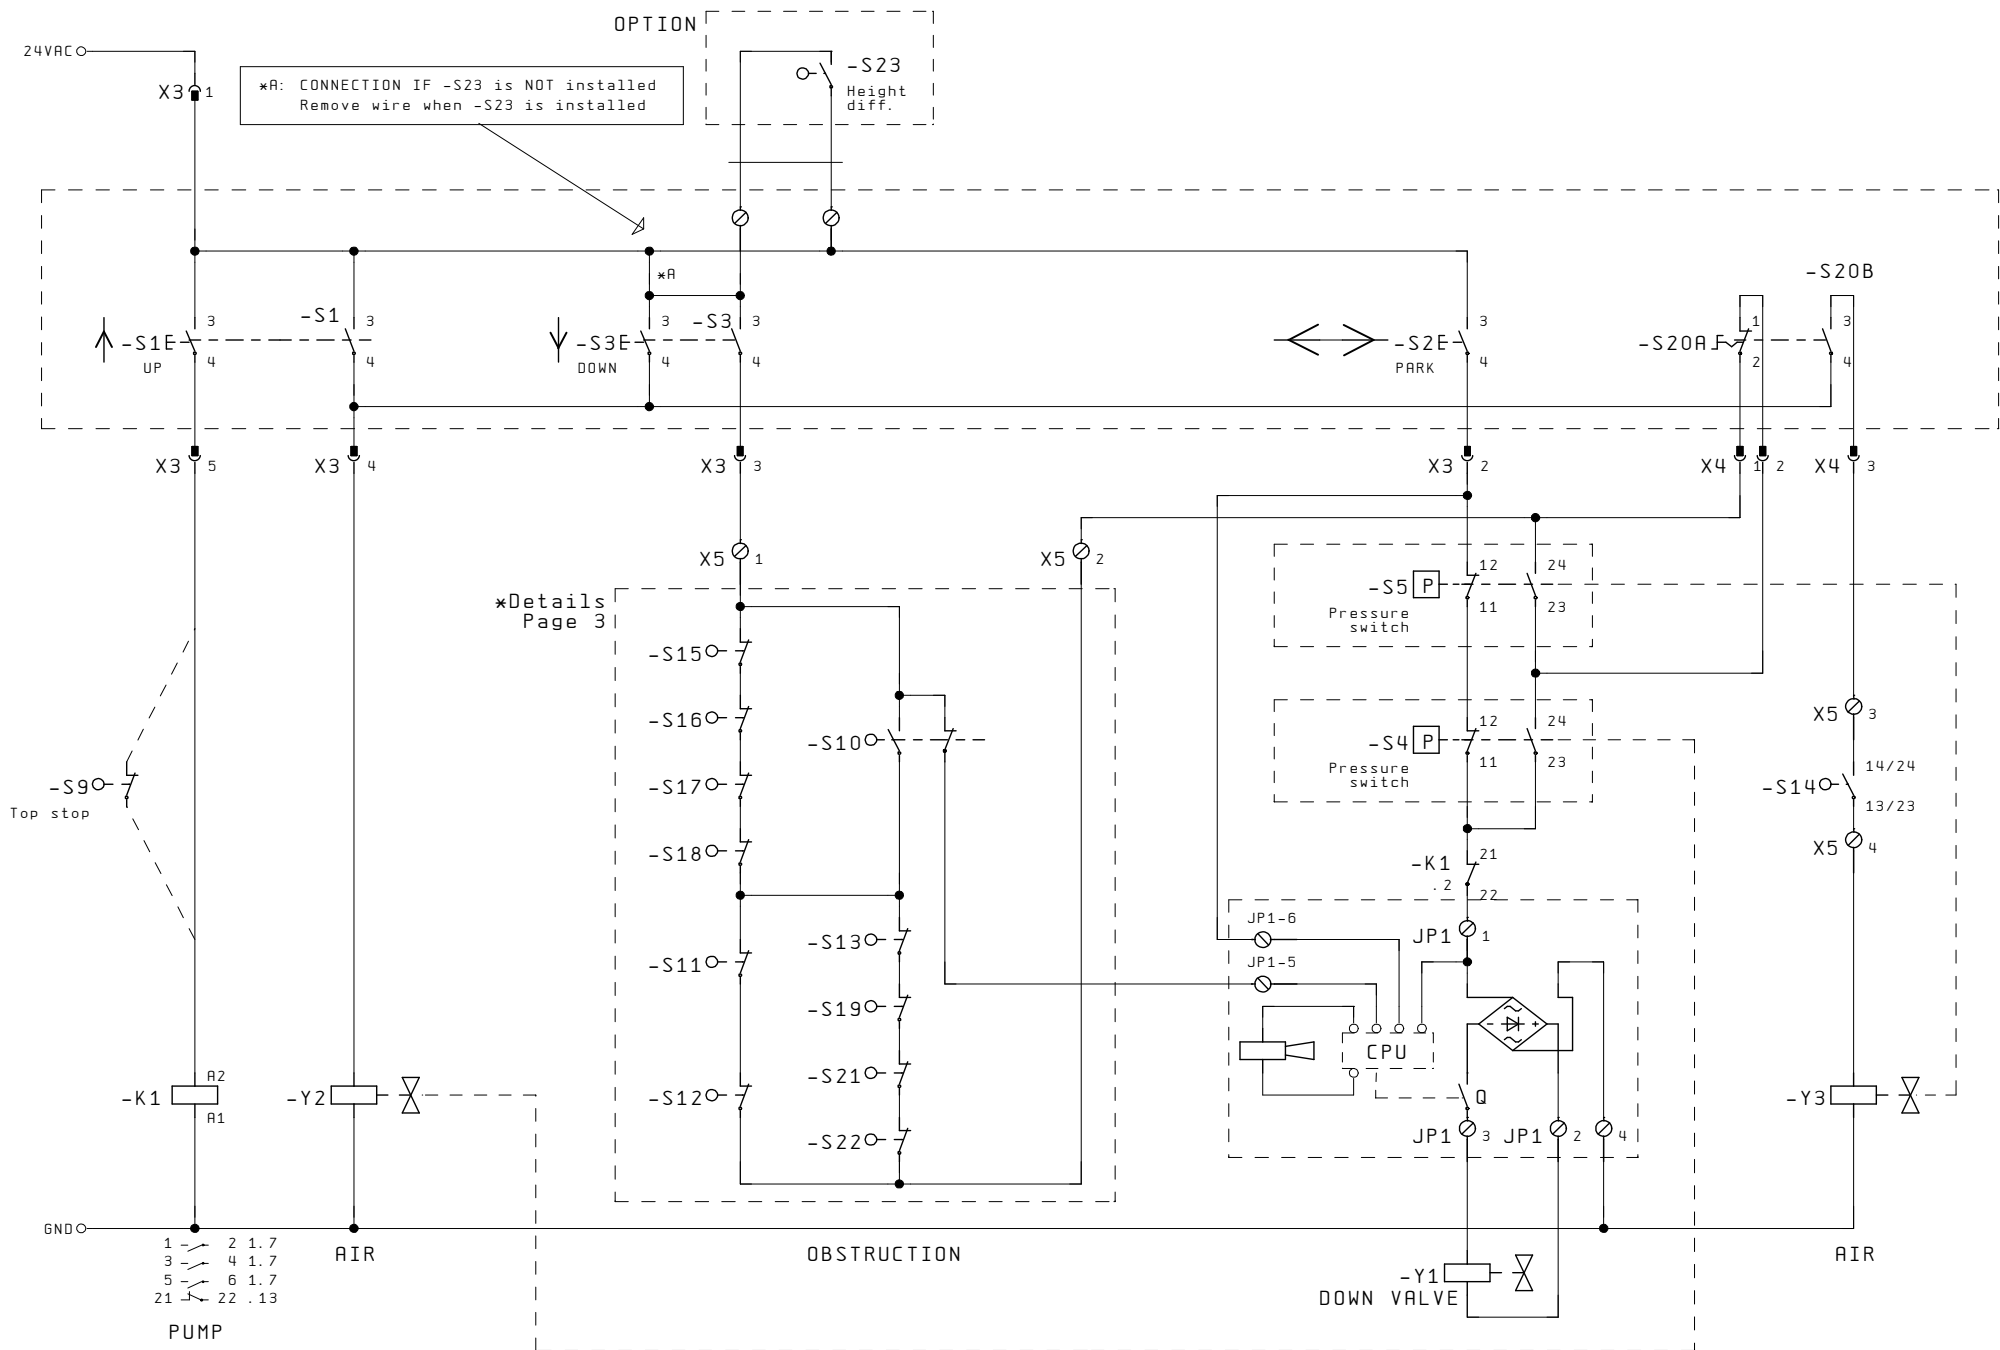 OPTION
24VAC
X3 1
*A: CONNECTION IF -S23 is NOT installed
Remove wire when -S23 is installed
-S23
Height
diff.
*A
-S20B
3
-S1E
4
UP
-S1
3
4
3
-S3E
4
DOWN
-S3
3
4
3
-S2E
4
PARK
1
-S20A
2
3
4
X3 5
X3 4
X3 3
X3 2
X4 1
2
X4 3
X5 1
X5 2
*Details
Page 3
12
24
-S5 P
11
23
Pressure
switch
-S15
-S16
-S17
-S18
-S10
12
24
-S4 P
11
23
Pressure
switch
X5 3
14/24
-S14
13/23
X5 4
-S9
Top stop
21
-K1
.2
22
JP1-6
JP1 1
JP1-5
-S13
-S11
-S19
-S21
-S12
-S22
- +
CPU
Q
JP1 3
JP1 2
4
A2
-K1
A1
-Y2
-Y3
GND
1 2 1.7
3 4 1.7
5 6 1.7
21 22 .13
PUMP
AIR
OBSTRUCTION
-Y1
DOWN VALVE
AIR